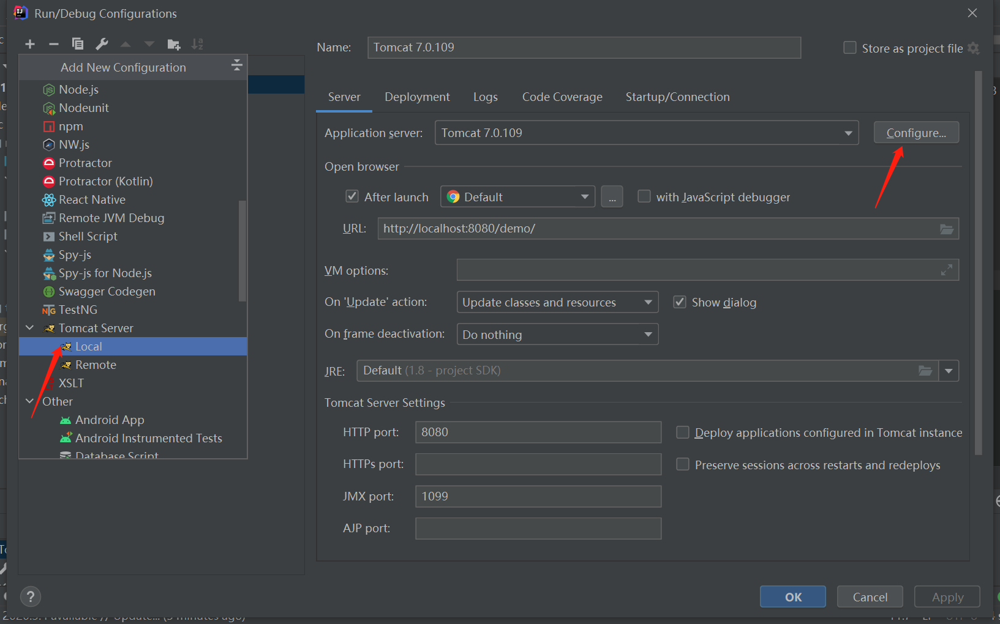 Run/Debug Configurations
Add New Configuration
Node.js
Nodeunit
npm
NW.js
Protractor
Protractor (Kotlin)
React Native
Remote JVM Debug
Shell Script
Spy-js
Spy-js for Node.js
Swagger Codegen
TestNG
Tomcat Server
Local
Remote
XSLT
Other
Android App
Android Instrumented Tests
Database Script
Name: Tomcat 7.0.109 Store as project file
Server Deployment Logs Code Coverage Startup/Connection
Application server: Tomcat 7.0.109 Configure...
Open browser
After launch Default ... with JavaScript debugger
URL: http://localhost:8080/demo/
VM options:
On 'Update' action: Update classes and resources Show dialog
On frame deactivation: Do nothing
JRE: Default (1.8 - project SDK)
Tomcat Server Settings
HTTP port: 8080 Deploy applications configured in Tomcat instance
HTTPs port: Preserve sessions across restarts and redeploys
JMX port: 1099
AJP port:
? OK Cancel Apply